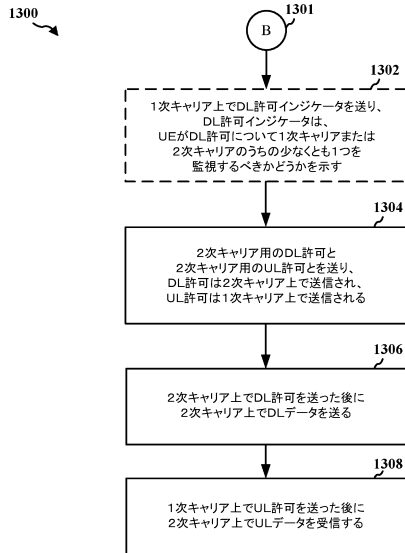 1300
1301
B
1302
1次キャリア上でDL許可インジケータを送り、
DL許可インジケータは、
UEがDL許可について1次キャリアまたは
2次キャリアのうちの少なくとも1つを
監視するべきかどうかを示す
1304
2次キャリア用のDL許可と
2次キャリア用のUL許可とを送り、
DL許可は2次キャリア上で送信され、
UL許可は1次キャリア上で送信される
1306
2次キャリア上でDL許可を送った後に
2次キャリア上でDLデータを送る
1308
1次キャリア上でUL許可を送った後に
2次キャリア上でULデータを受信する